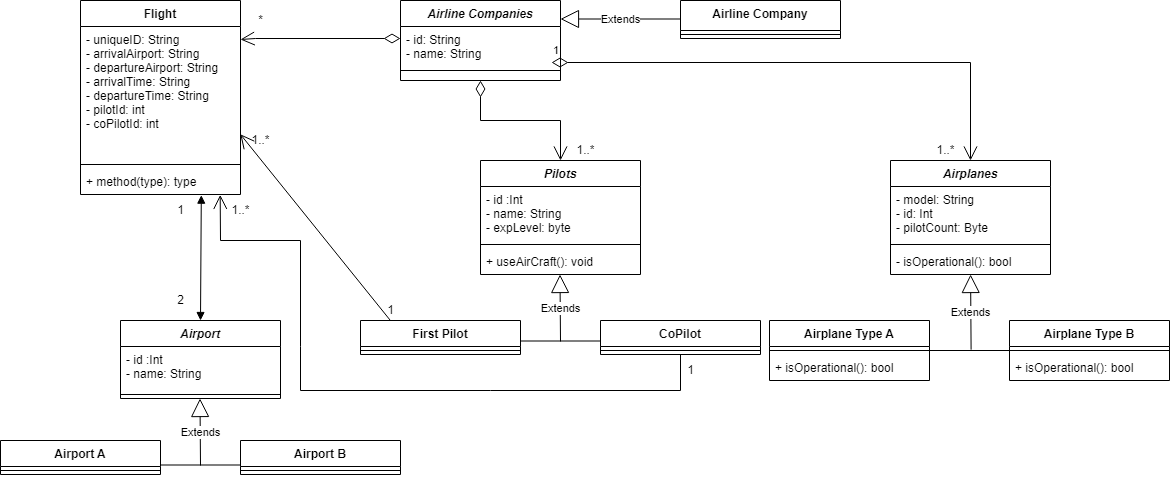 Flight
- uniqueID: String
- arrivalAirport: String
- departureAirport: String
- arrivalTime: String
- departureTime: String
- pilotId: int
- coPilotId: int
+ method(type): type
*
Airline Companies
- id: String
- name: String
1
Extends
Airline Company
1..*
1..*
1..*
1..*
Pilots
- id :Int
- name: String
- expLevel: byte
+ useAirCraft(): void
Airplanes
- model: String
- id: Int
- pilotCount: Byte
- isOperational(): bool
1
2
1
Extends
Extends
Airport
- id :Int
- name: String
First Pilot
CoPilot
1
Airplane Type A
+ isOperational(): bool
Airplane Type B
+ isOperational(): bool
Extends
Airport A
Airport B